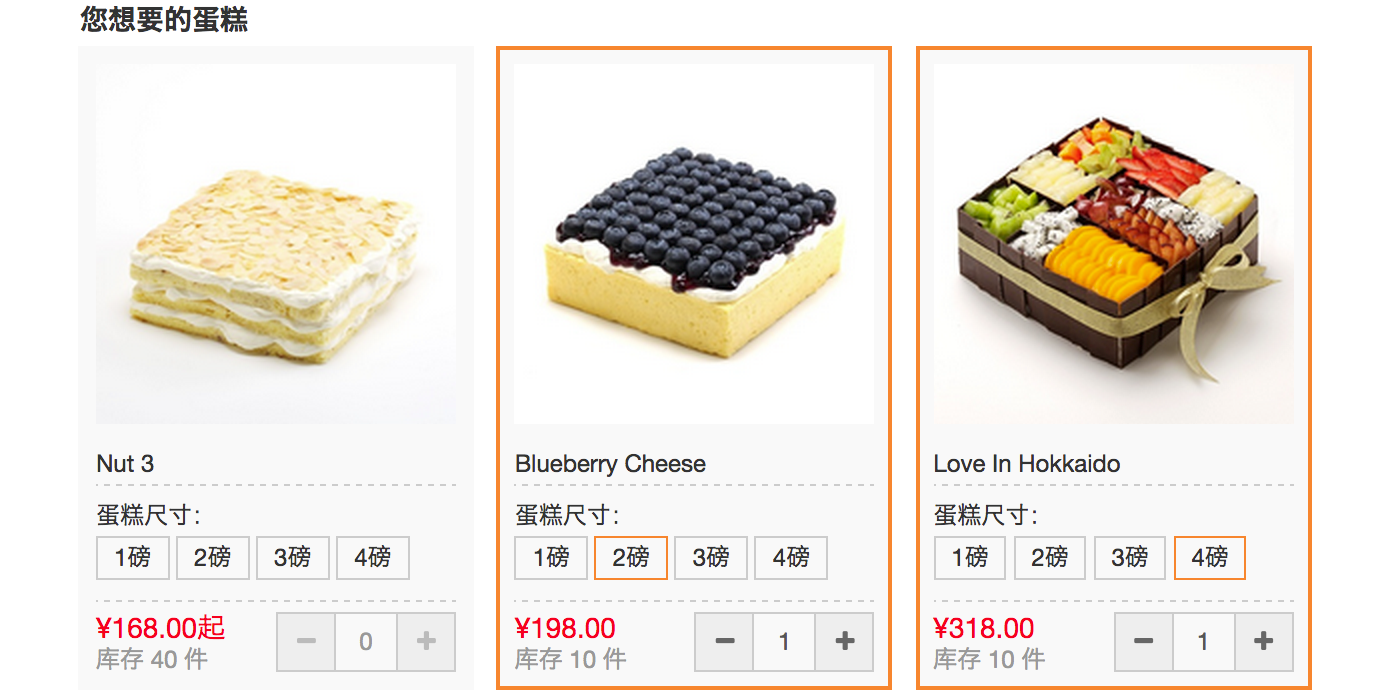 您想要的蛋糕
Nut 3
蛋糕尺寸:
1磅 2磅 3磅 4磅
¥168.00起
库存 40 件
− 0 +
Blueberry Cheese
蛋糕尺寸:
1磅 2磅 3磅 4磅
¥198.00
库存 10 件
− 1 +
Love In Hokkaido
蛋糕尺寸:
1磅 2磅 3磅 4磅
¥318.00
库存 10 件
− 1 +